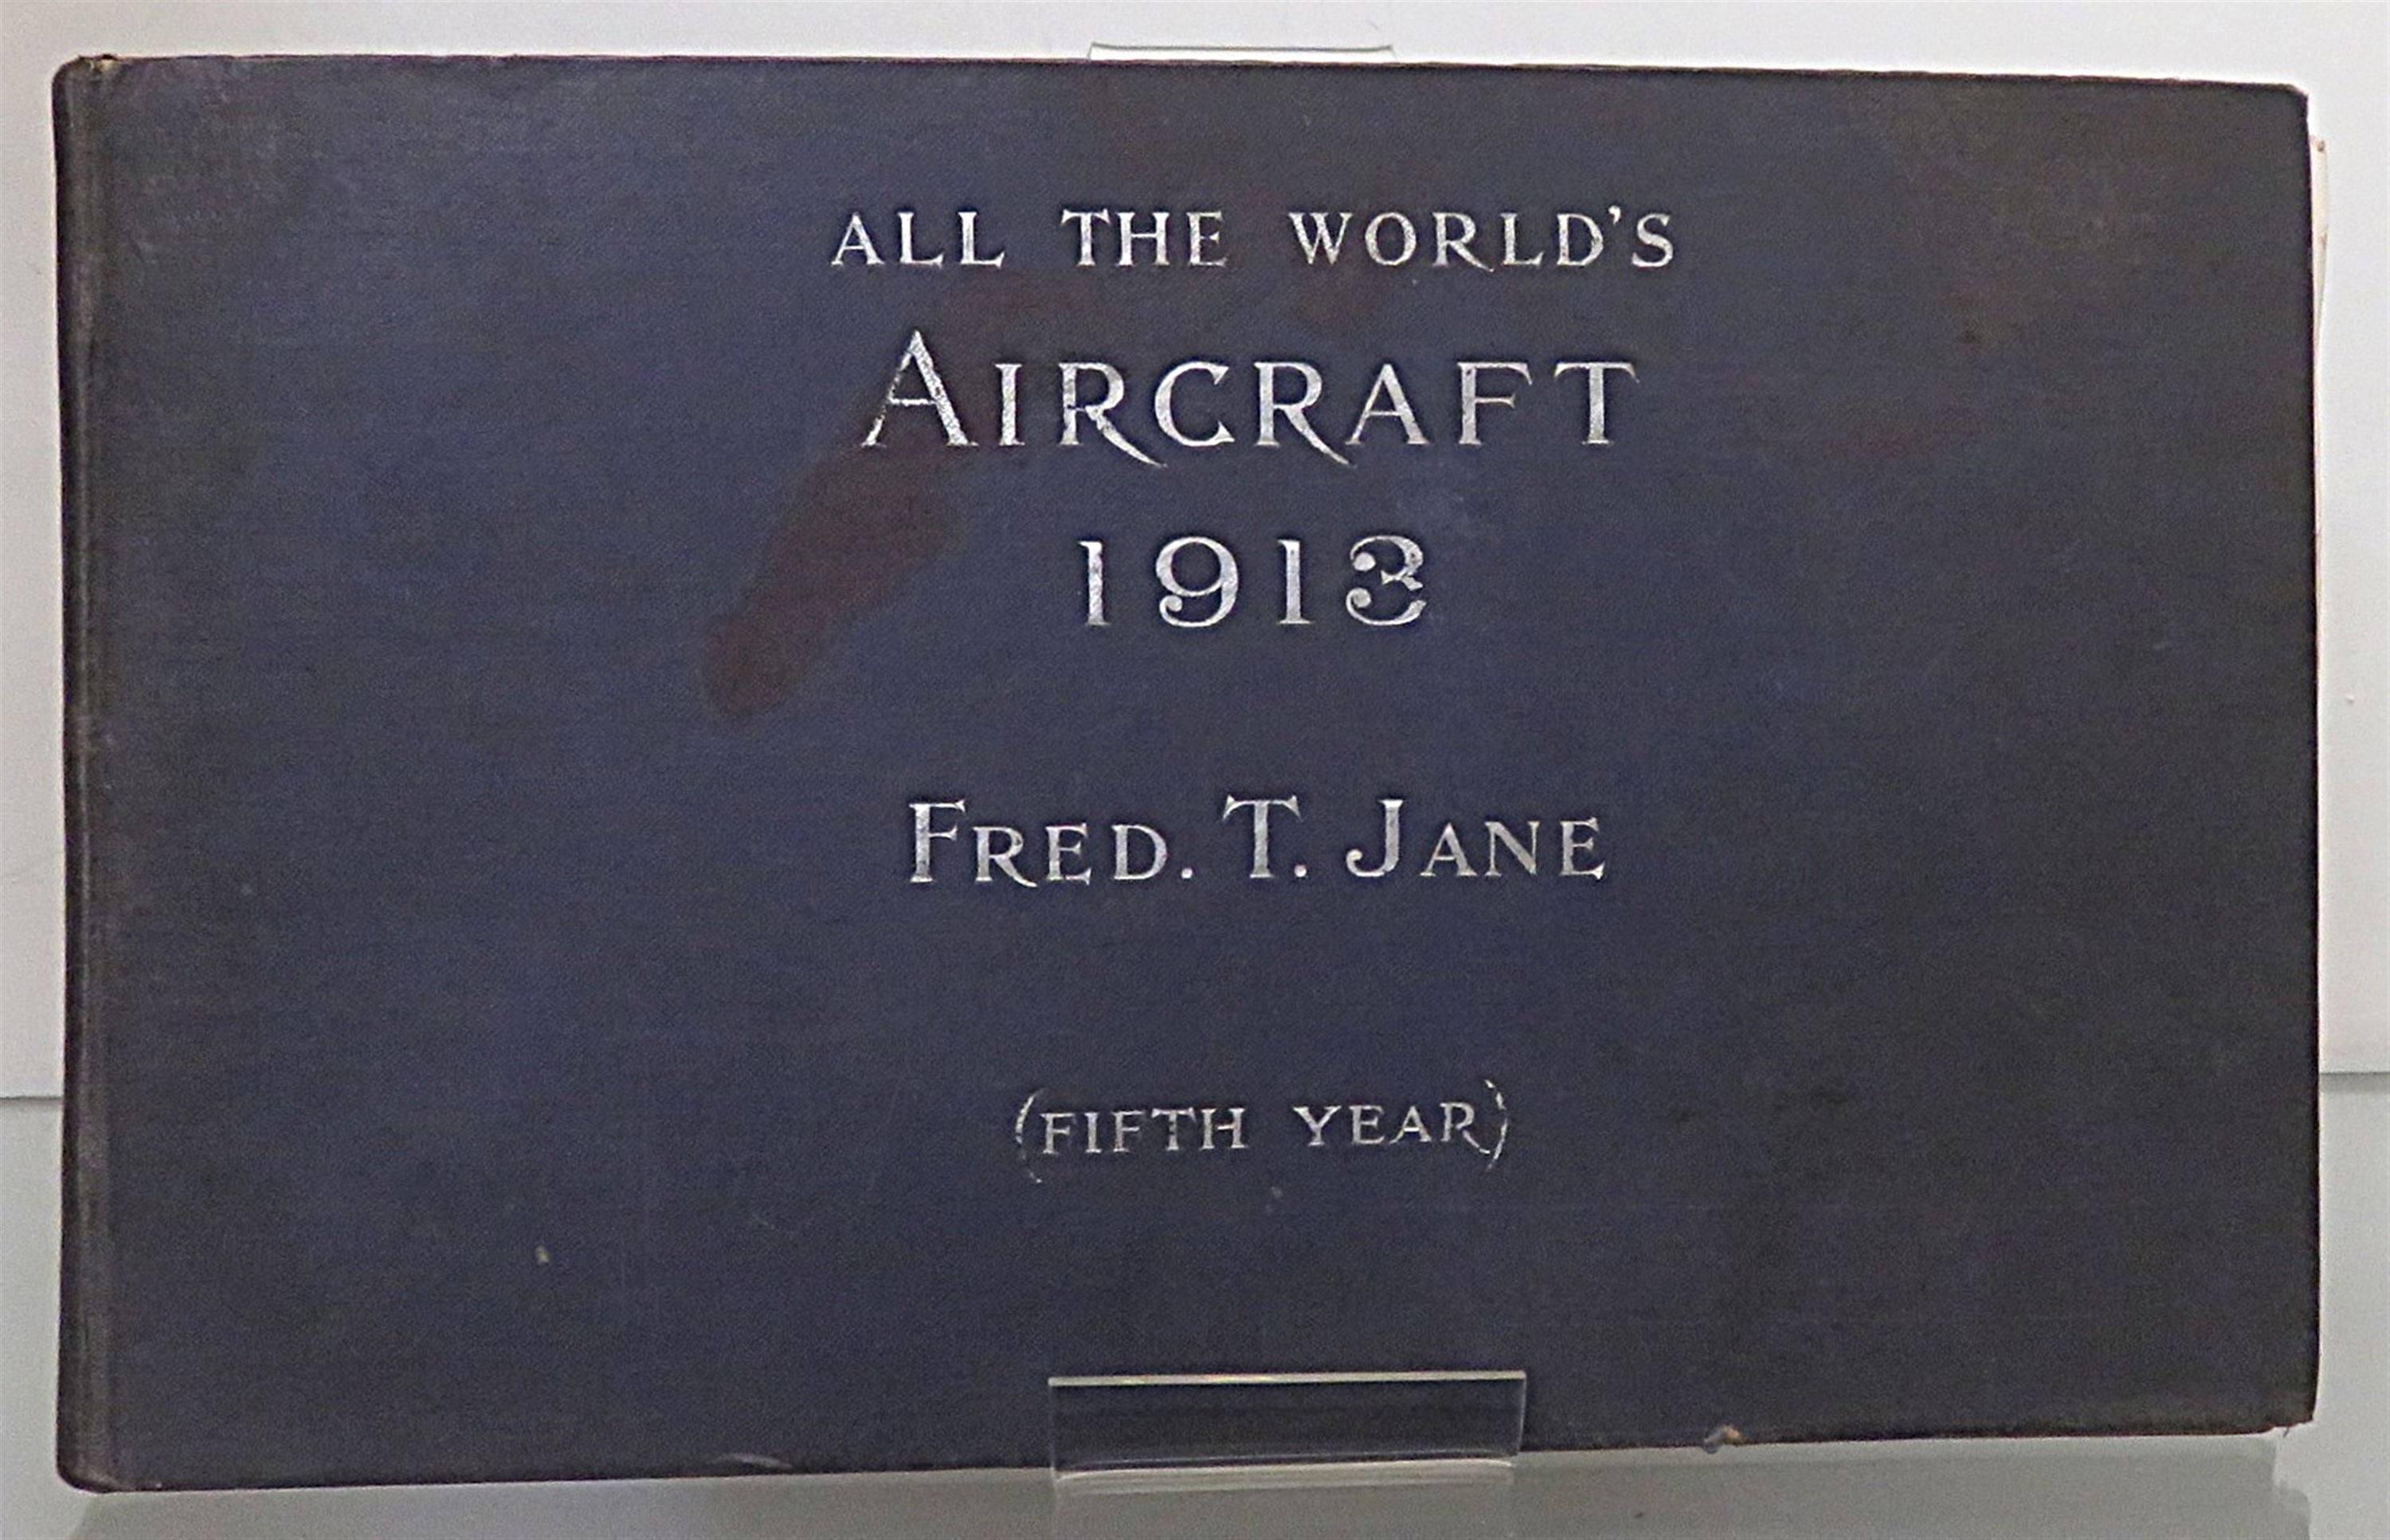 ALL THE WORLD'S
AIRCRAFT
1913
FRED. T. JANE
(FIFTH YEAR)